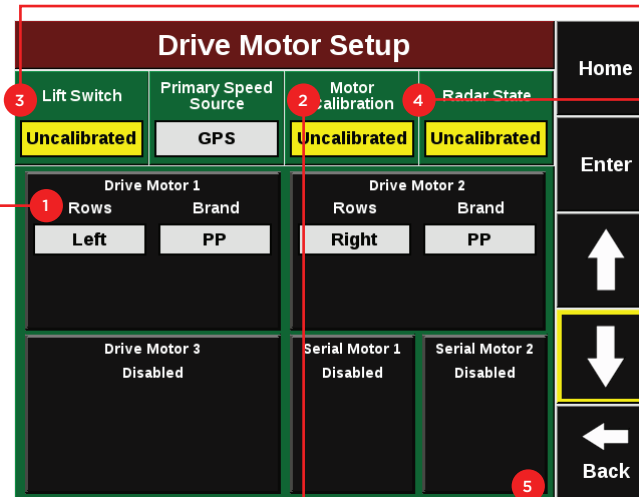 Drive Motor Setup
Home
3
Lift Switch
Primary Speed
Source
2
Motor
Calibration
4
Radar State
Uncalibrated
GPS
Uncalibrated
Uncalibrated
Enter
Drive Motor 1
1
Rows
Brand
Left
PP
Drive Motor 2
Rows
Brand
Right
PP
Drive Motor 3
Disabled
Serial Motor 1
Disabled
Serial Motor 2
Disabled
5
Back